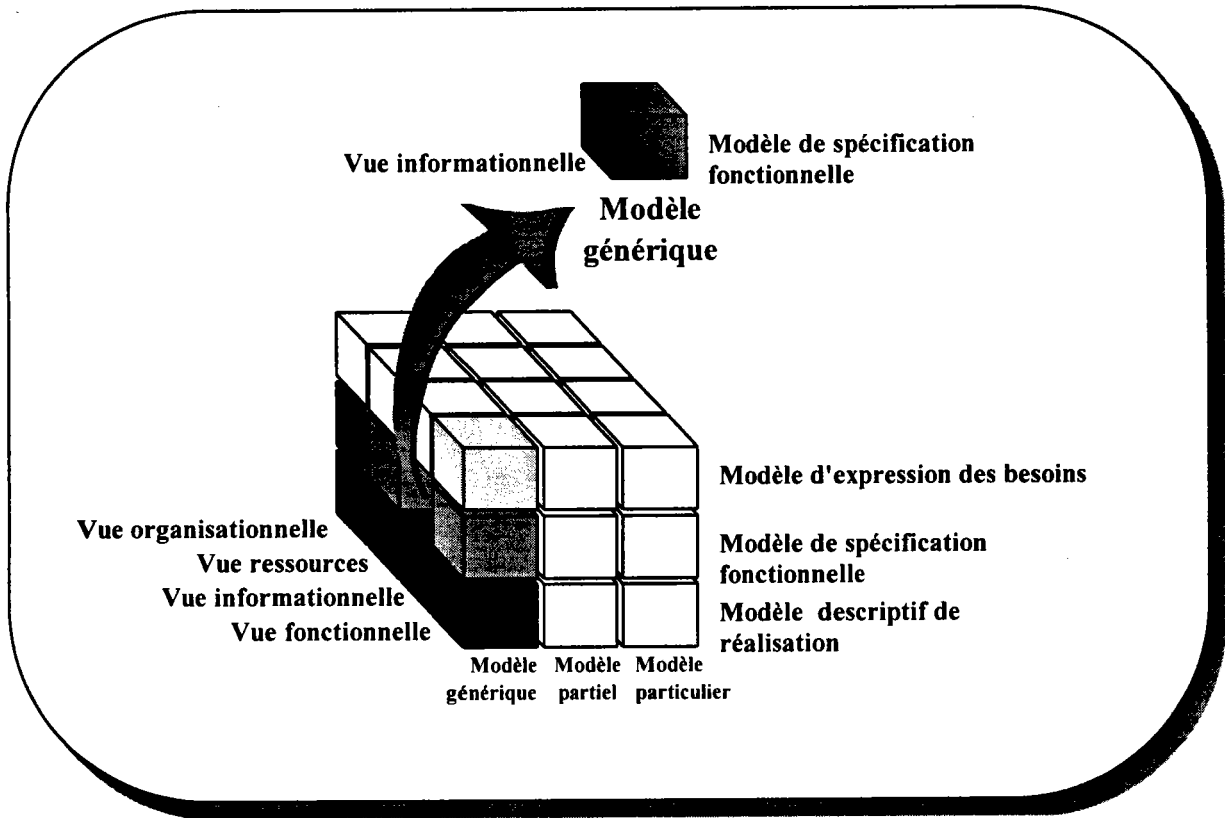 Vue informationnelle
Modèle de spécification
fonctionnelle
Modèle
générique
Modèle d'expression des besoins
Vue organisationnelle
Vue ressources
Vue informationnelle
Vue fonctionnelle
Modèle de spécification
fonctionnelle
Modèle descriptif de
réalisation
Modèle Modèle Modèle
générique partiel particulier